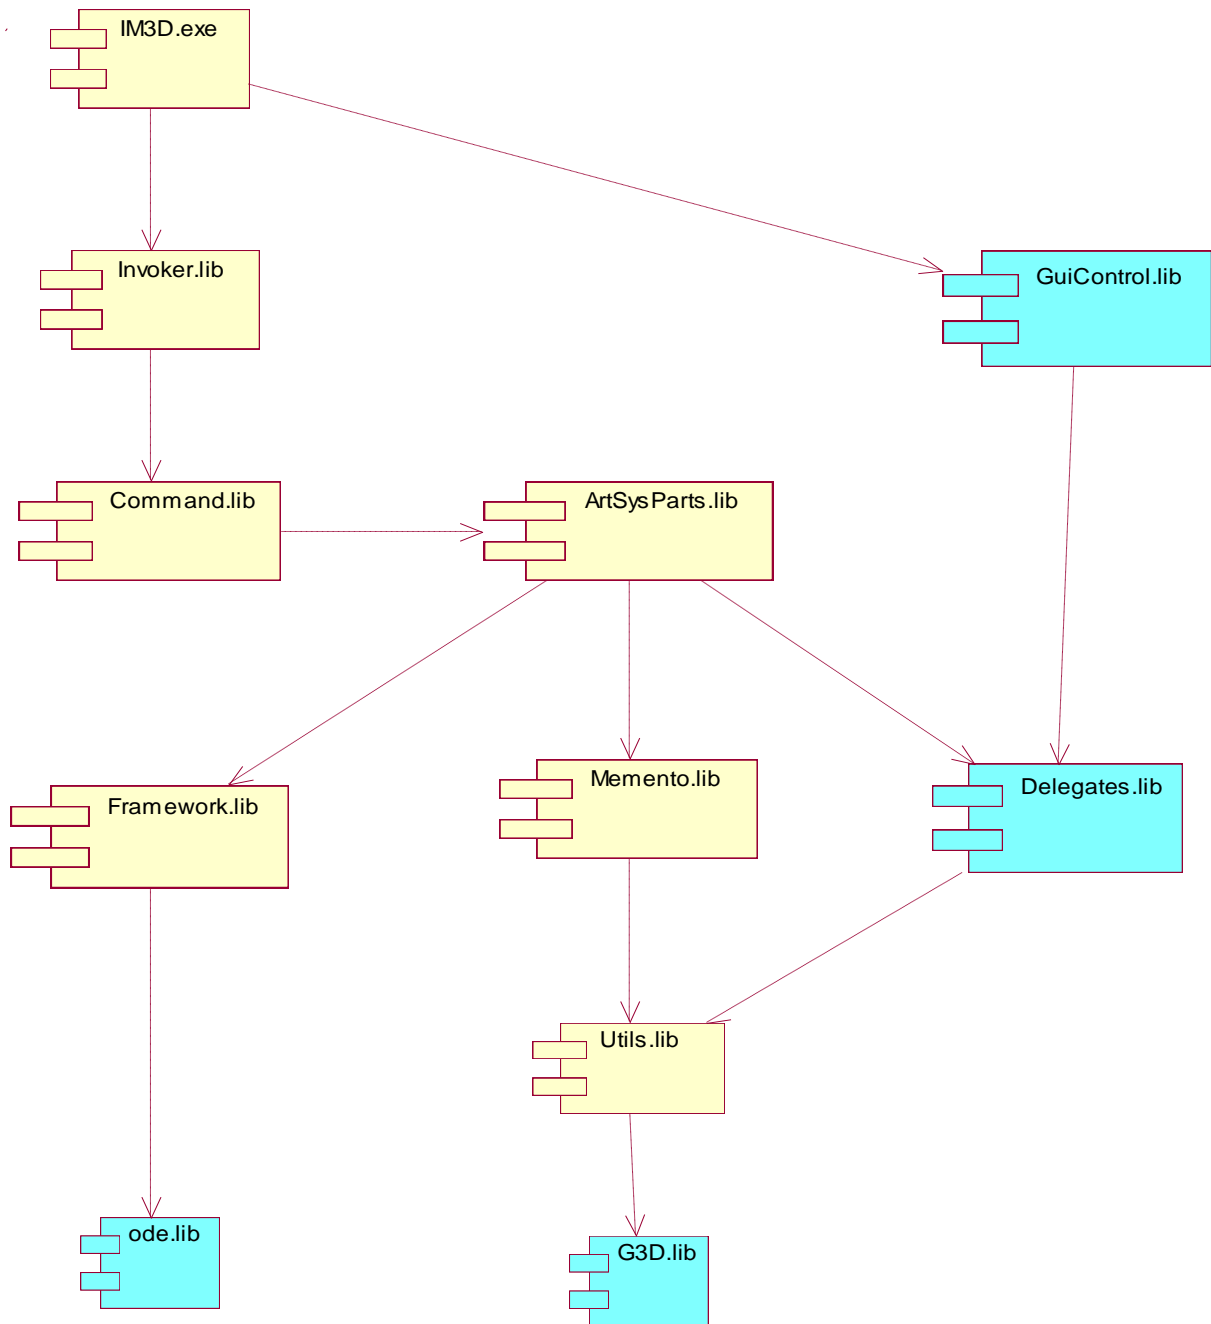 IM3D.exe
Invoker.lib
GuiControl.lib
Command.lib
ArtSysParts.lib
Framework.lib
Memento.lib
Delegates.lib
Utils.lib
ode.lib
G3D.lib